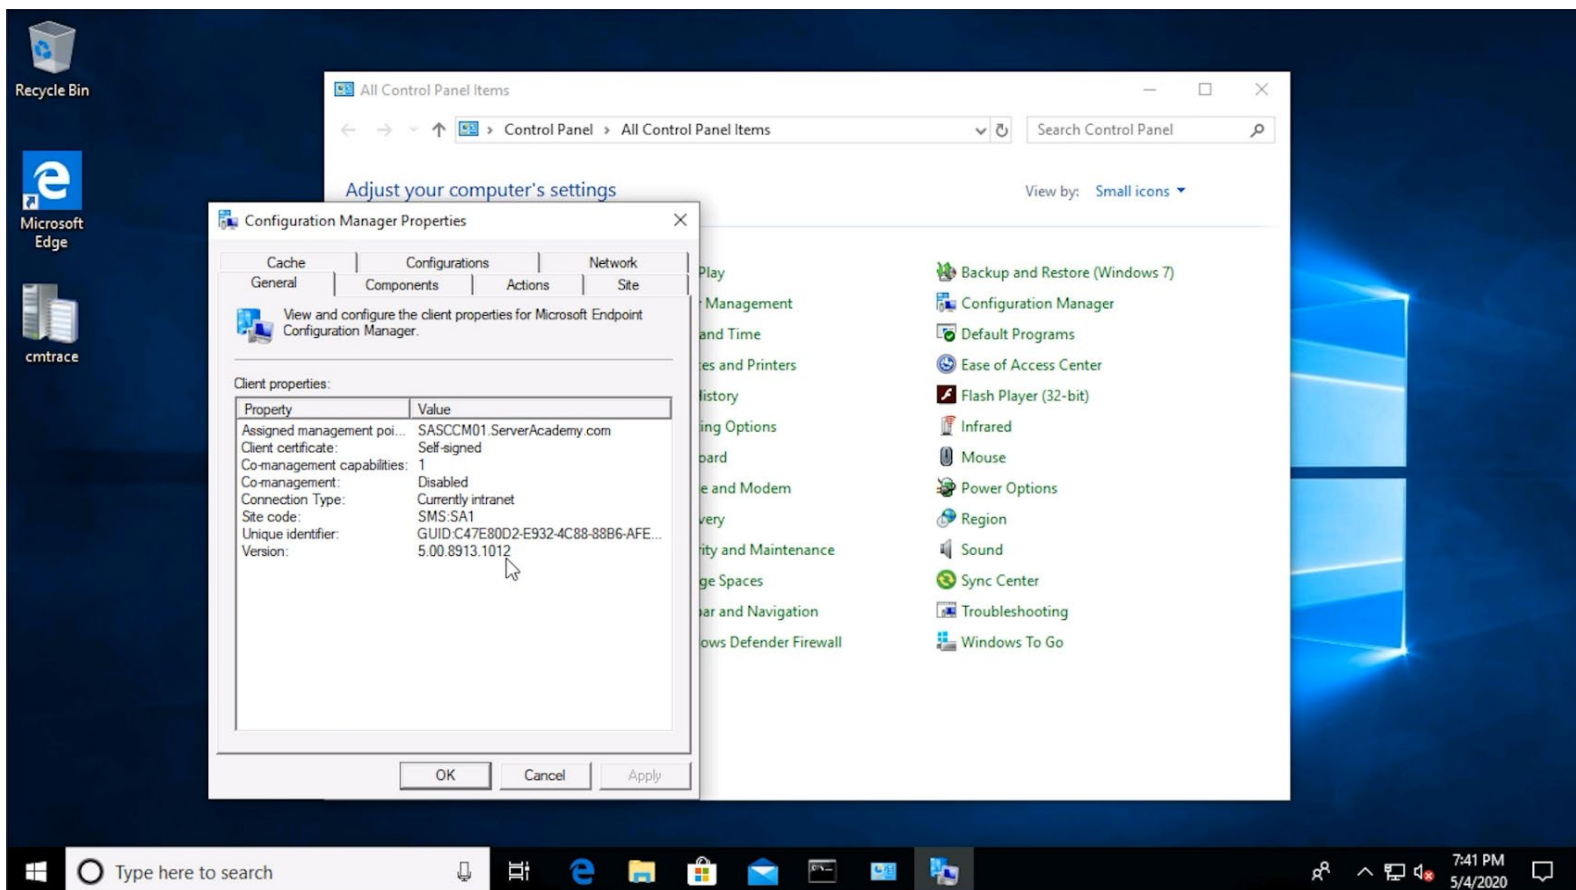 Recycle Bin
Microsoft
Edge
cmtrace
All Control Panel Items
Control Panel > All Control Panel Items
Search Control Panel
Adjust your computer's settings
View by: Small icons
Configuration Manager Properties
Cache Configurations Network
General Components Actions Site
View and configure the client properties for Microsoft Endpoint
Configuration Manager.
Client properties:
Property Value
Assigned management poi... SASCCM01.ServerAcademy.com
Client certificate: Self-signed
Co-management capabilities: 1
Co-management: Disabled
Connection Type: Currently intranet
Site code: SMS:SA1
Unique identifier: GUID:C47E80D2-E932-4C88-88B6-AFE...
Version: 5.00.8913.1012
OK Cancel Apply
Play
Management
and Time
es and Printers
istory
ing Options
oard
e and Modem
very
ity and Maintenance
ge Spaces
ar and Navigation
ows Defender Firewall
Backup and Restore (Windows 7)
Configuration Manager
Default Programs
Ease of Access Center
Flash Player (32-bit)
Infrared
Mouse
Power Options
Region
Sound
Sync Center
Troubleshooting
Windows To Go
Type here to search
7:41 PM
5/4/2020